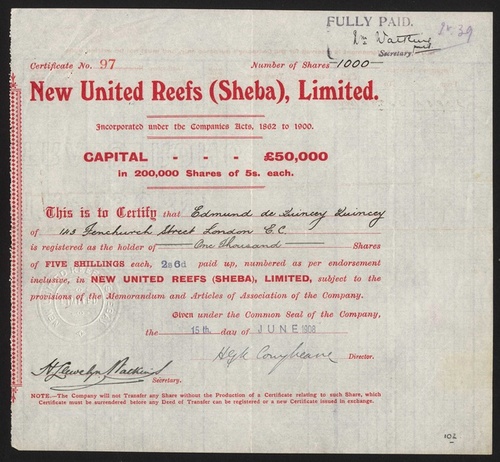 FULLY PAID.
Secretary.
Certificate No. 97
Number of Shares 1000
New United Reefs (Sheba), Limited.
Incorporated under the Companies Acts, 1862 to 1900.
CAPITAL - - - £50,000
in 200,000 Shares of 5s. each.
This is to Certify that Edmund de Quincey Quincey
of 143 Fenchurch Street London E.C.
is registered as the holder of One Thousand Shares
of FIVE SHILLINGS each, 2s6d paid up, numbered as per endorsement
inclusive, in NEW UNITED REEFS (SHEBA), LIMITED, subject to the
provisions of the Memorandum and Articles of Association of the Company.
Given under the Common Seal of the Company,
the 15th day of JUNE 1908
Director.
Secretary.
NOTE.—The Company will not Transfer any Share without the Production of a Certificate relating to such Share, which
Certificate must be surrendered before any Deed of Transfer can be registered or a new Certificate issued in exchange.
102